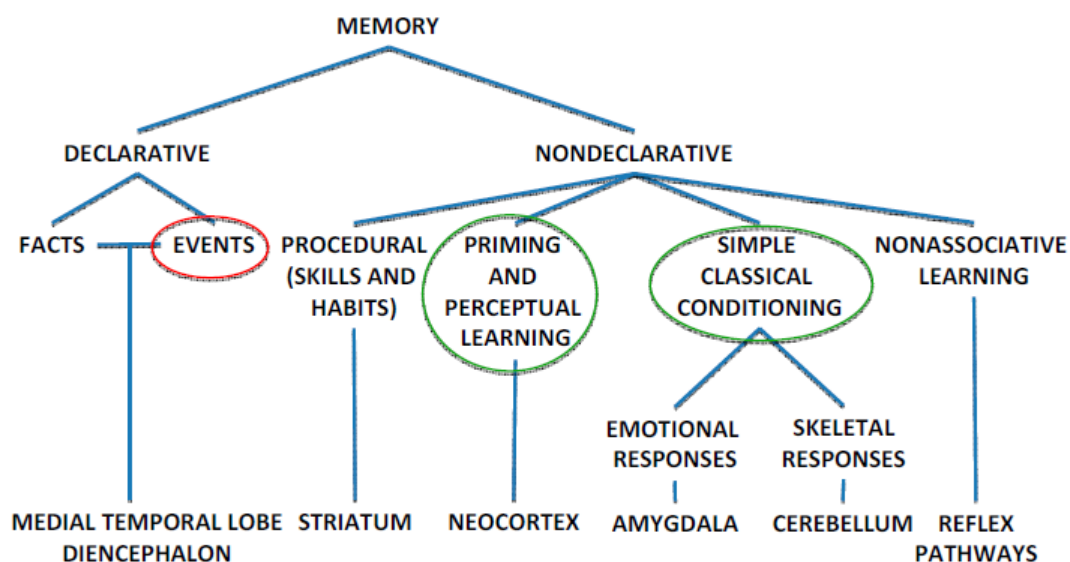 MEMORY
DECLARATIVE
NONDECLARATIVE
FACTS
EVENTS
PROCEDURAL
(SKILLS AND
HABITS)
PRIMING
AND
PERCEPTUAL
LEARNING
SIMPLE
CLASSICAL
CONDITIONING
NONASSOCIATIVE
LEARNING
EMOTIONAL
RESPONSES
SKELETAL
RESPONSES
MEDIAL TEMPORAL LOBE
DIENCEPHALON
STRIATUM
NEOCORTEX
AMYGDALA
CEREBELLUM
REFLEX
PATHWAYS